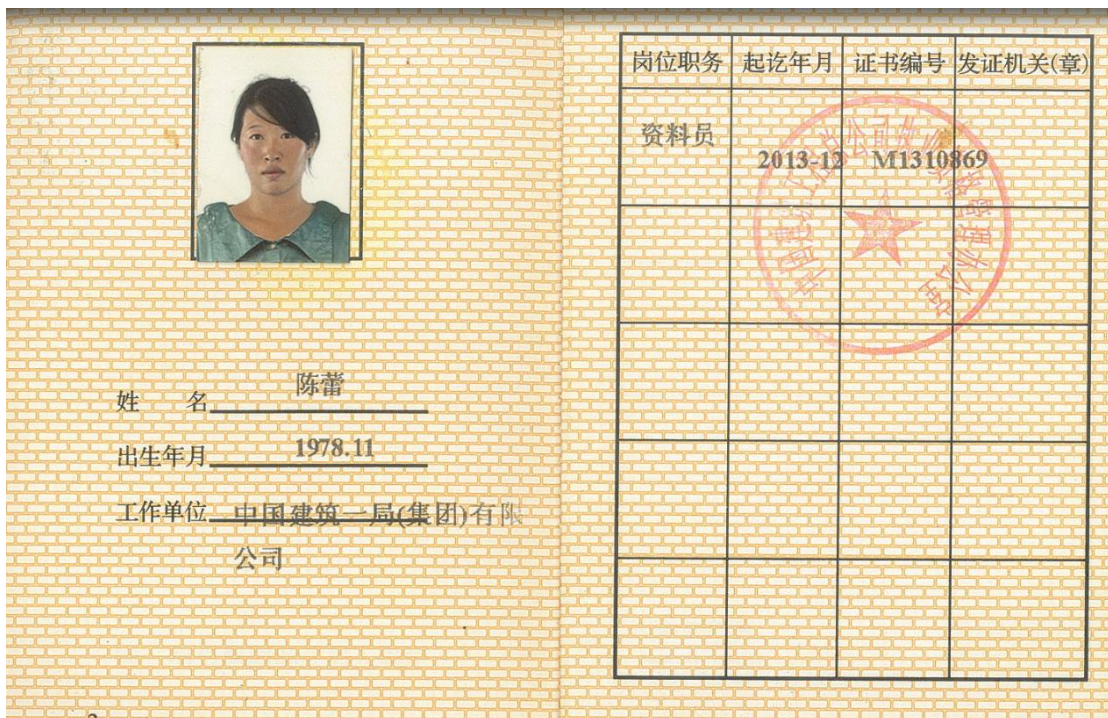 姓 名 陈蕾
出生年月 1978.11
工作单位 中国建筑一局(集团)有限
公司
岗位职务 起讫年月 证书编号 发证机关(章)
资料员 2013-12 M1310869